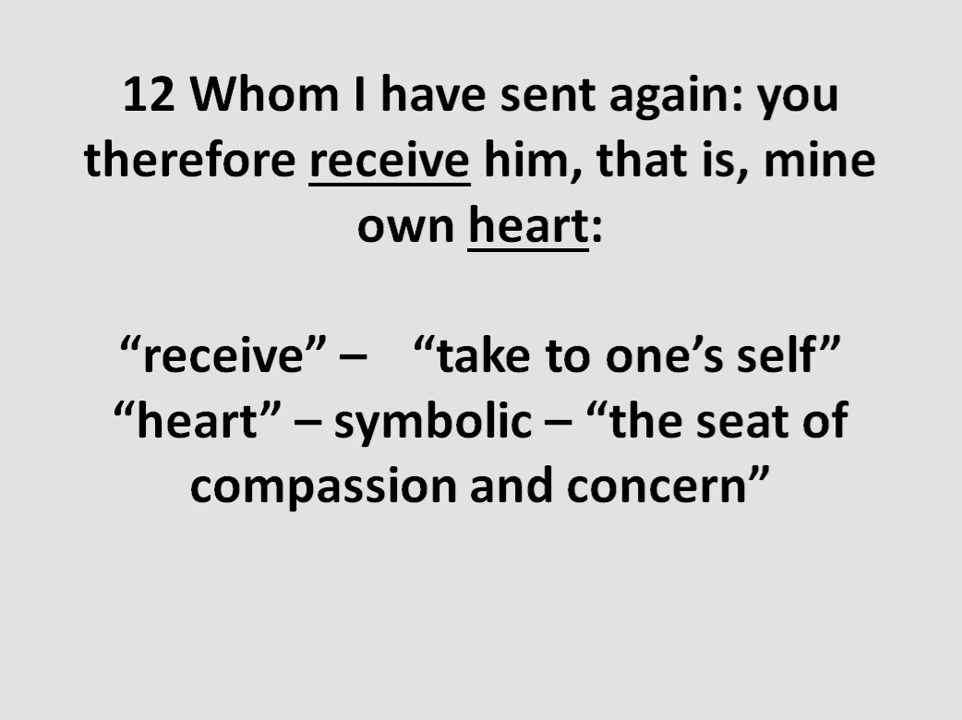 12 Whom I have sent again: you
therefore receive him, that is, mine
own heart:
“receive” – “take to one’s self”
“heart” – symbolic – “the seat of
compassion and concern”